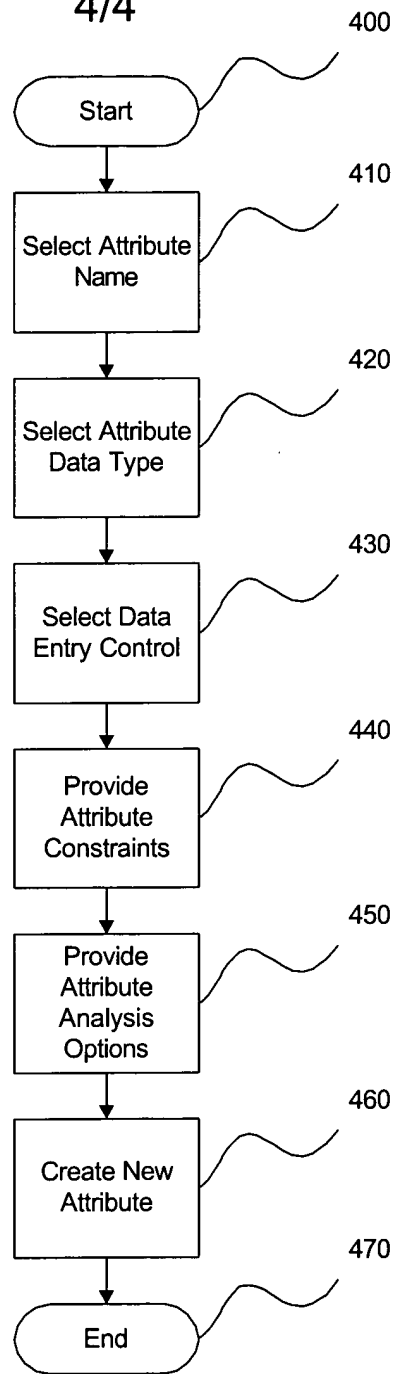 4/4
400
Start
410
Select Attribute
Name
420
Select Attribute
Data Type
430
Select Data
Entry Control
440
Provide
Attribute
Constraints
450
Provide
Attribute
Analysis
Options
460
Create New
Attribute
470
End